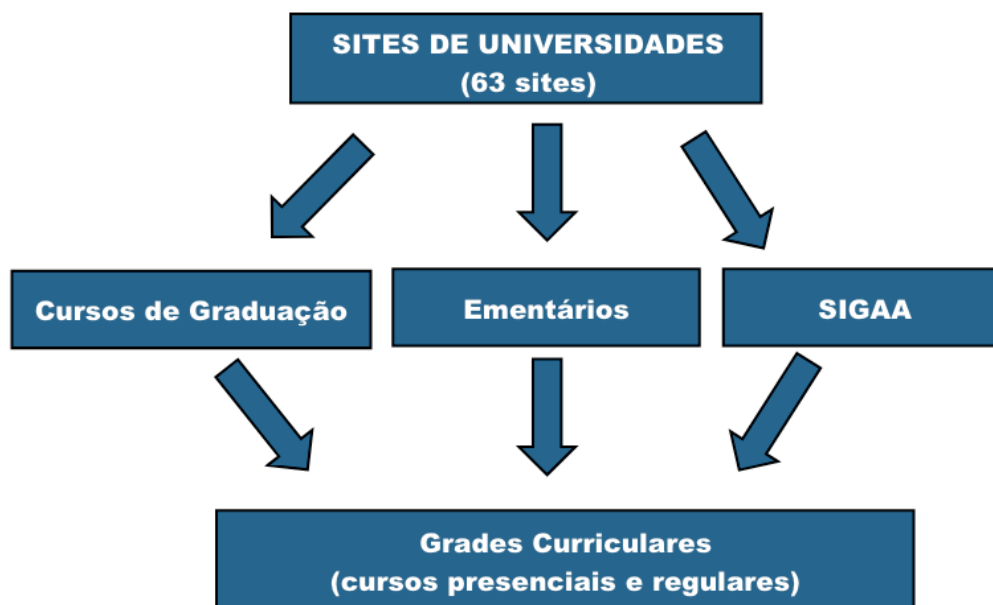 SITES DE UNIVERSIDADES
(63 sites)
Cursos de Graduação
Ementários
SIGAA
Grades Curriculares
(cursos presenciais e regulares)